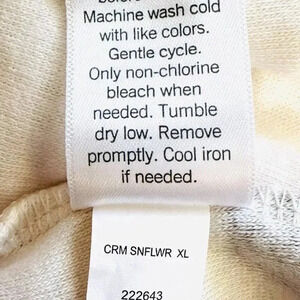 Machine wash cold
with like colors.
Gentle cycle.
Only non-chlorine
bleach when
needed. Tumble
dry low. Remove
promptly. Cool iron
if needed.
CRM SNFLWR XL
222643